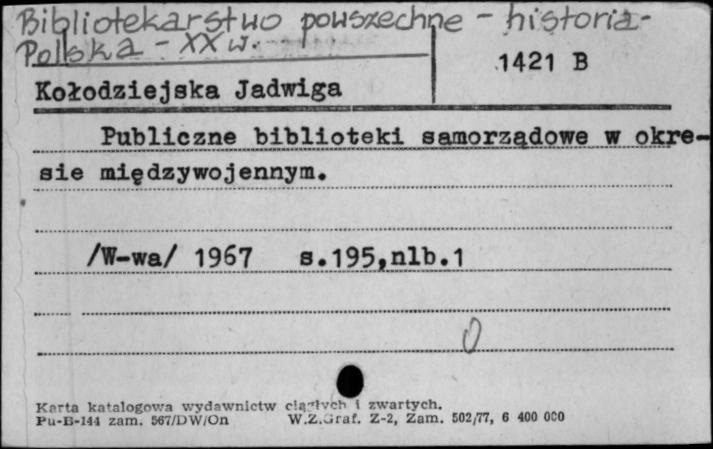 Bibliotekarstwo powszechne - historia-
Polska - XX w.
1421 B
Kołodziejska Jadwiga
Publiczne biblioteki samorządowe w okre-
sie międzywojennym.
/W-wa/ 1967 s.195,nlb.1
0
Karta katalogowa wydawnictw ciągłych i zwartych.
Pu-B-144 zam. 567/DW/On W.Z.Graf. Z-2, Zam. 502/77, 6 400 000